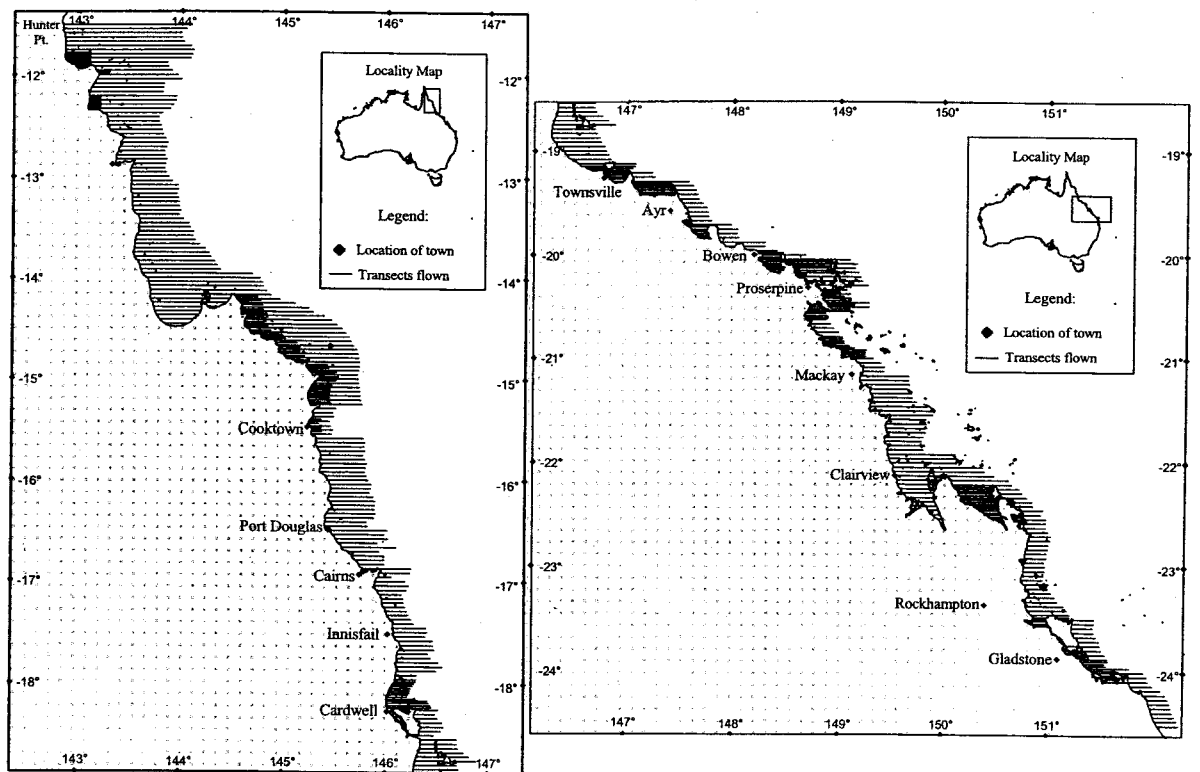 Hunter
Pt.
143°
144°
145°
146°
147°
-12°
-13°
-14°
-15°
-16°
-17°
-18°
Locality Map
Legend:
Location of town
Transects flown
Cooktown
Port Douglas
Cairns
Innisfail
Cardwell
143°
144°
145°
146°
147°
-12°
-13°
-14°
-15°
-16°
-17°
-18°
147°
148°
149°
150°
151°
-19°
-20°
-21°
-22°
-23°
-24°
Townsville
Ayr
Bowen
Proserpine
Mackay
Clairview
Rockhampton
Gladstone
Locality Map
Legend:
Location of town
Transects flown
-19°
-20°
-21°
-22°
-23°
-24°
147°
148°
149°
150°
151°